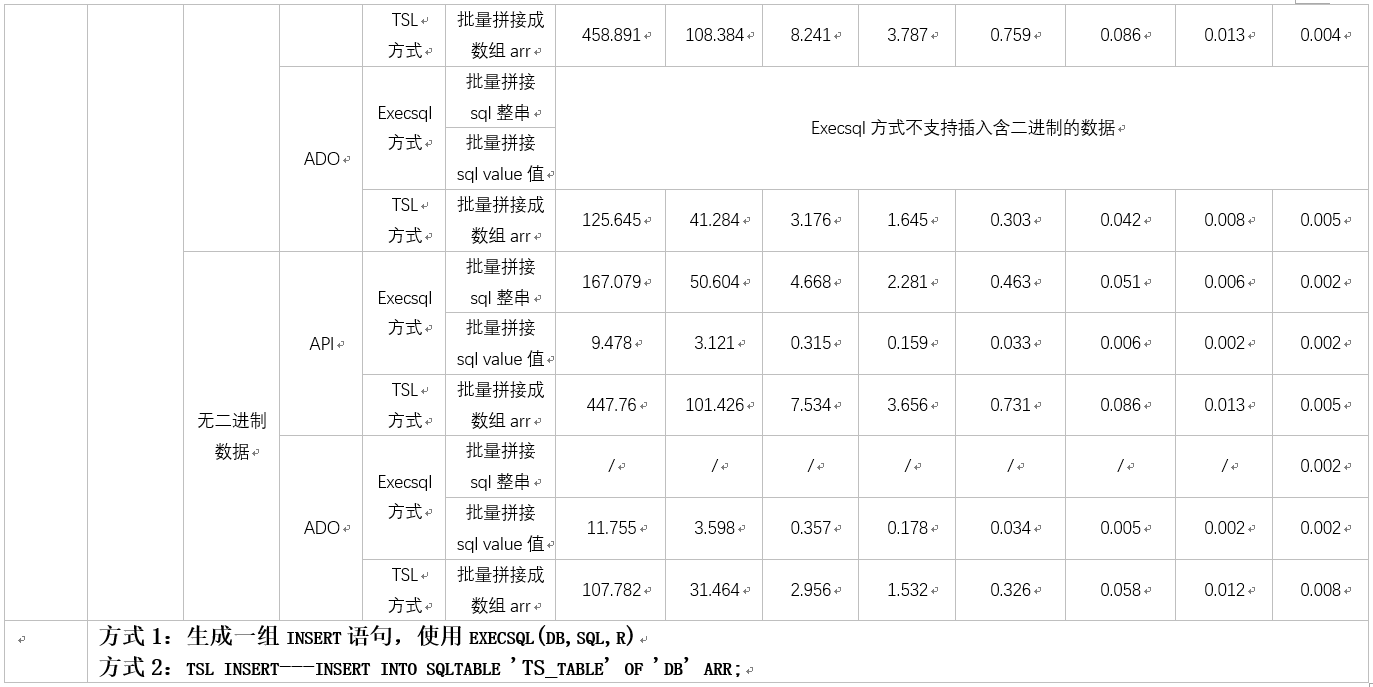 TSL 批量拼接成 458.891 108.384 8.241 3.787 0.759 0.086 0.013 0.004
方式 数组 arr
批量拼接
Execsql sql 整串
方式 批量拼接 Execsql 方式不支持插入含二进制的数据
ADO sql value 值
TSL 批量拼接成 125.645 41.284 3.176 1.645 0.303 0.042 0.008 0.005
方式 数组 arr
批量拼接 167.079 50.604 4.668 2.281 0.463 0.051 0.006 0.002
Execsql sql 整串
方式 批量拼接 9.478 3.121 0.315 0.159 0.033 0.006 0.002 0.002
API sql value 值
TSL 批量拼接成 447.76 101.426 7.534 3.656 0.731 0.086 0.013 0.005
方式 数组 arr
无二进制
数据
批量拼接 / / / / / / / 0.002
Execsql sql 整串
方式 批量拼接 11.755 3.598 0.357 0.178 0.034 0.005 0.002 0.002
ADO sql value 值
TSL 批量拼接成 107.782 31.464 2.956 1.532 0.326 0.058 0.012 0.008
方式 数组 arr
方式 1：生成一组 INSERT 语句，使用 EXECSQL(DB,SQL,R)
方式 2：TSL INSERT---INSERT INTO SQLTABLE 'TS_TABLE' OF 'DB' ARR;